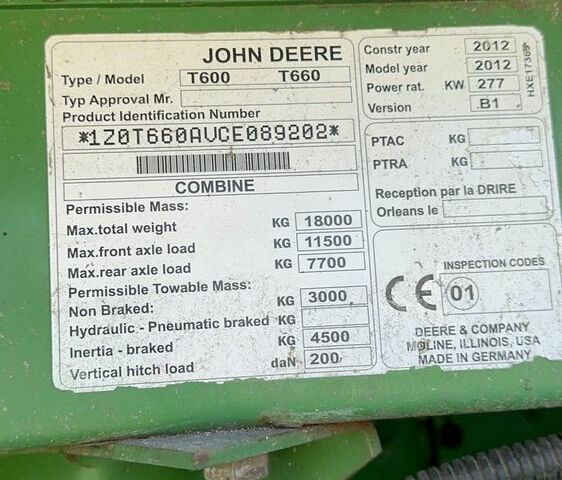 JOHN DEERE
Type / Model T600 T660
Typ Approval Mr.
Product Identification Number
*1Z0T660AVCE089202*
COMBINE
Permissible Mass:
Max.total weight KG 18000
Max.front axle load KG 11500
Max.rear axle load KG 7700
Permissible Towable Mass:
Non Braked: KG 3000
Hydraulic - Pneumatic braked KG
Inertia - braked KG 4500
Vertical hitch load daN 200
Constr year 2012
Model year 2012
Power rat. KW 277
Version B1
HXE17369
PTAC KG
PTRA KG
Reception par la DRIRE
Orleans le
INSPECTION CODES
CE 01
DEERE & COMPANY
MOLINE, ILLINOIS, USA
MADE IN GERMANY